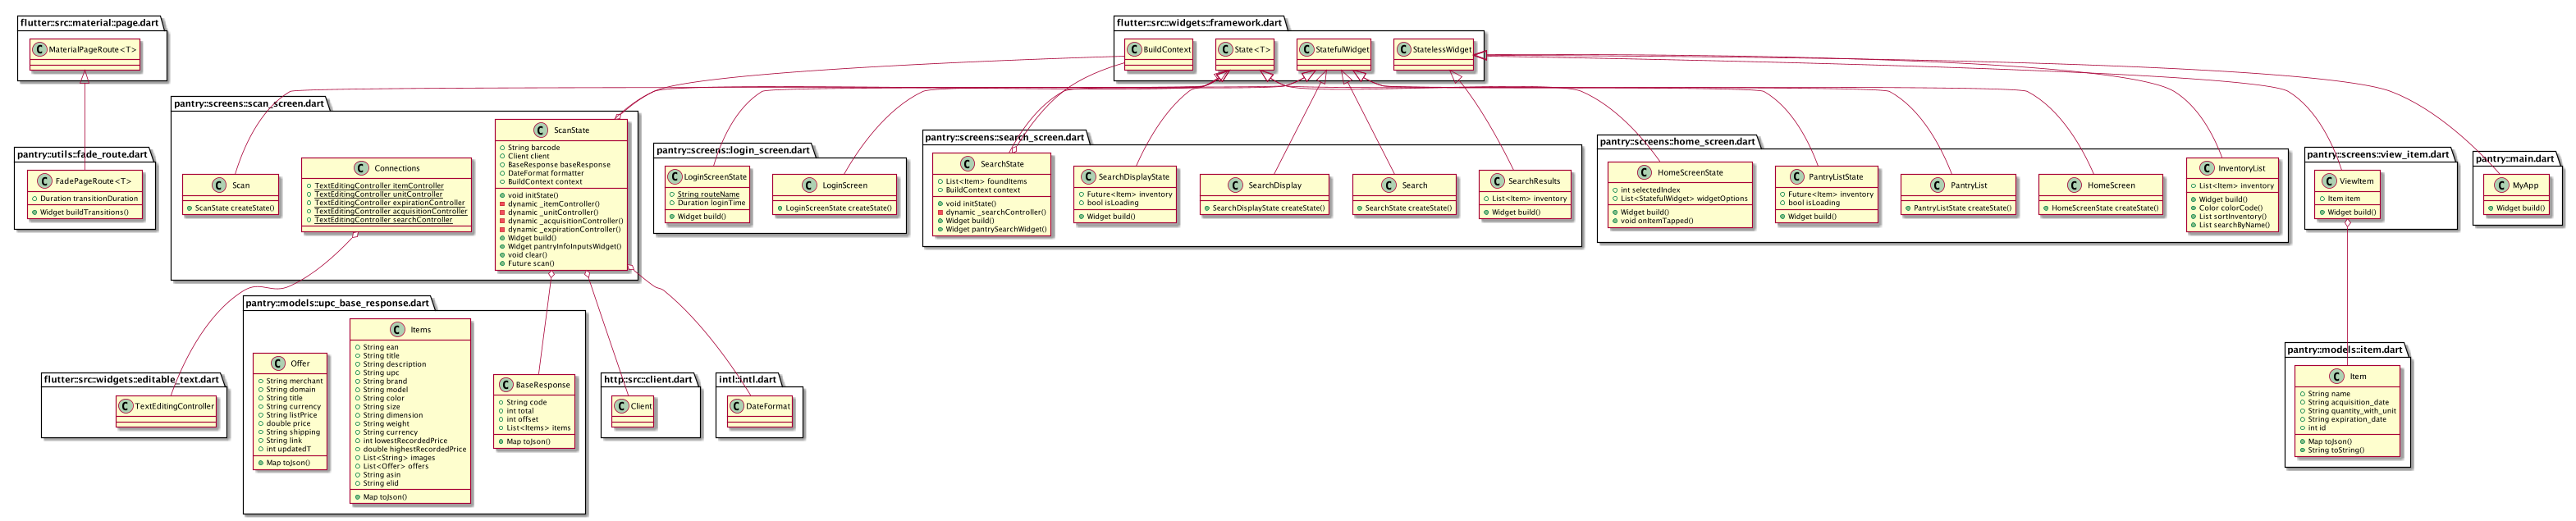 flutter::src::material::page.dart
MaterialPageRoute<T>
flutter::src::widgets::framework.dart
BuildContext
State<T>
StatefulWidget
StatelessWidget
pantry::utils::fade_route.dart
FadePageRoute<T>
Duration transitionDuration
Widget buildTransitions()
pantry::screens::scan_screen.dart
Scan
ScanState createState()
Connections
TextEditingController itemController
TextEditingController unitController
TextEditingController expirationController
TextEditingController acquisitionController
TextEditingController searchController
ScanState
String barcode
Client client
BaseResponse baseResponse
DateFormat formatter
BuildContext context
void initState()
dynamic _itemController()
dynamic _unitController()
dynamic _acquisitionController()
dynamic _expirationController()
Widget build()
Widget pantryInfoInputsWidget()
void clear()
Future scan()
pantry::screens::login_screen.dart
LoginScreenState
String routeName
Duration loginTime
Widget build()
LoginScreen
LoginScreenState createState()
pantry::screens::search_screen.dart
SearchState
List<Item> foundItems
BuildContext context
void initState()
dynamic _searchController()
Widget build()
Widget pantrySearchWidget()
SearchDisplayState
Future<Item> inventory
bool isLoading
Widget build()
SearchDisplay
SearchDisplayState createState()
Search
SearchState createState()
SearchResults
List<Item> inventory
Widget build()
pantry::screens::home_screen.dart
HomeScreenState
int selectedIndex
List<StatefulWidget> widgetOptions
Widget build()
void onItemTapped()
PantryListState
Future<Item> inventory
bool isLoading
Widget build()
PantryList
PantryListState createState()
HomeScreen
HomeScreenState createState()
InventoryList
List<Item> inventory
Widget build()
Color colorCode()
List sortInventory()
List searchByName()
pantry::screens::view_item.dart
ViewItem
Item item
Widget build()
pantry::main.dart
MyApp
Widget build()
flutter::src::widgets::editable_text.dart
TextEditingController
pantry::models::upc_base_response.dart
Offer
String merchant
String domain
String title
String currency
String listPrice
double price
String shipping
String link
int updatedT
Map toJson()
Items
String ean
String title
String description
String upc
String brand
String model
String color
String size
String dimension
String weight
String currency
int lowestRecordedPrice
double highestRecordedPrice
List<String> images
List<Offer> offers
String asin
String elid
Map toJson()
BaseResponse
String code
int total
int offset
List<Items> items
Map toJson()
http::src::client.dart
Client
intl::intl.dart
DateFormat
pantry::models::item.dart
Item
String name
String acquisition_date
String quantity_with_unit
String expiration_date
int id
Map toJson()
String toString()